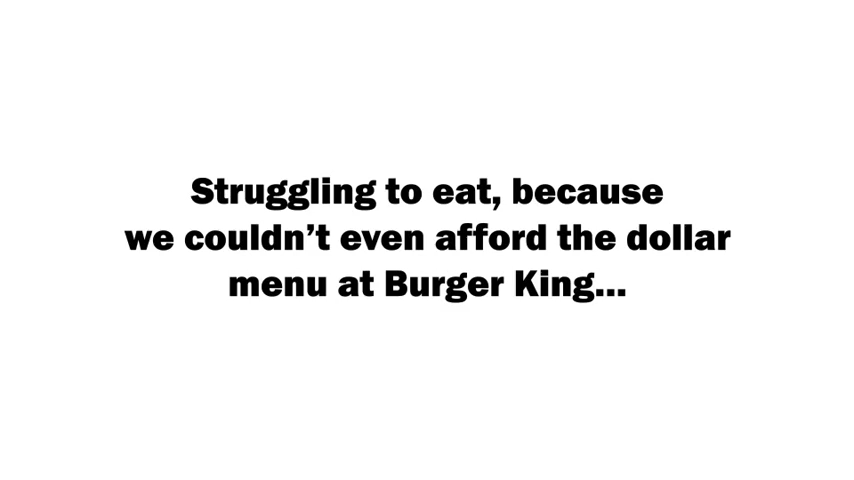 Struggling to eat, because
we couldn’t even afford the dollar
menu at Burger King...